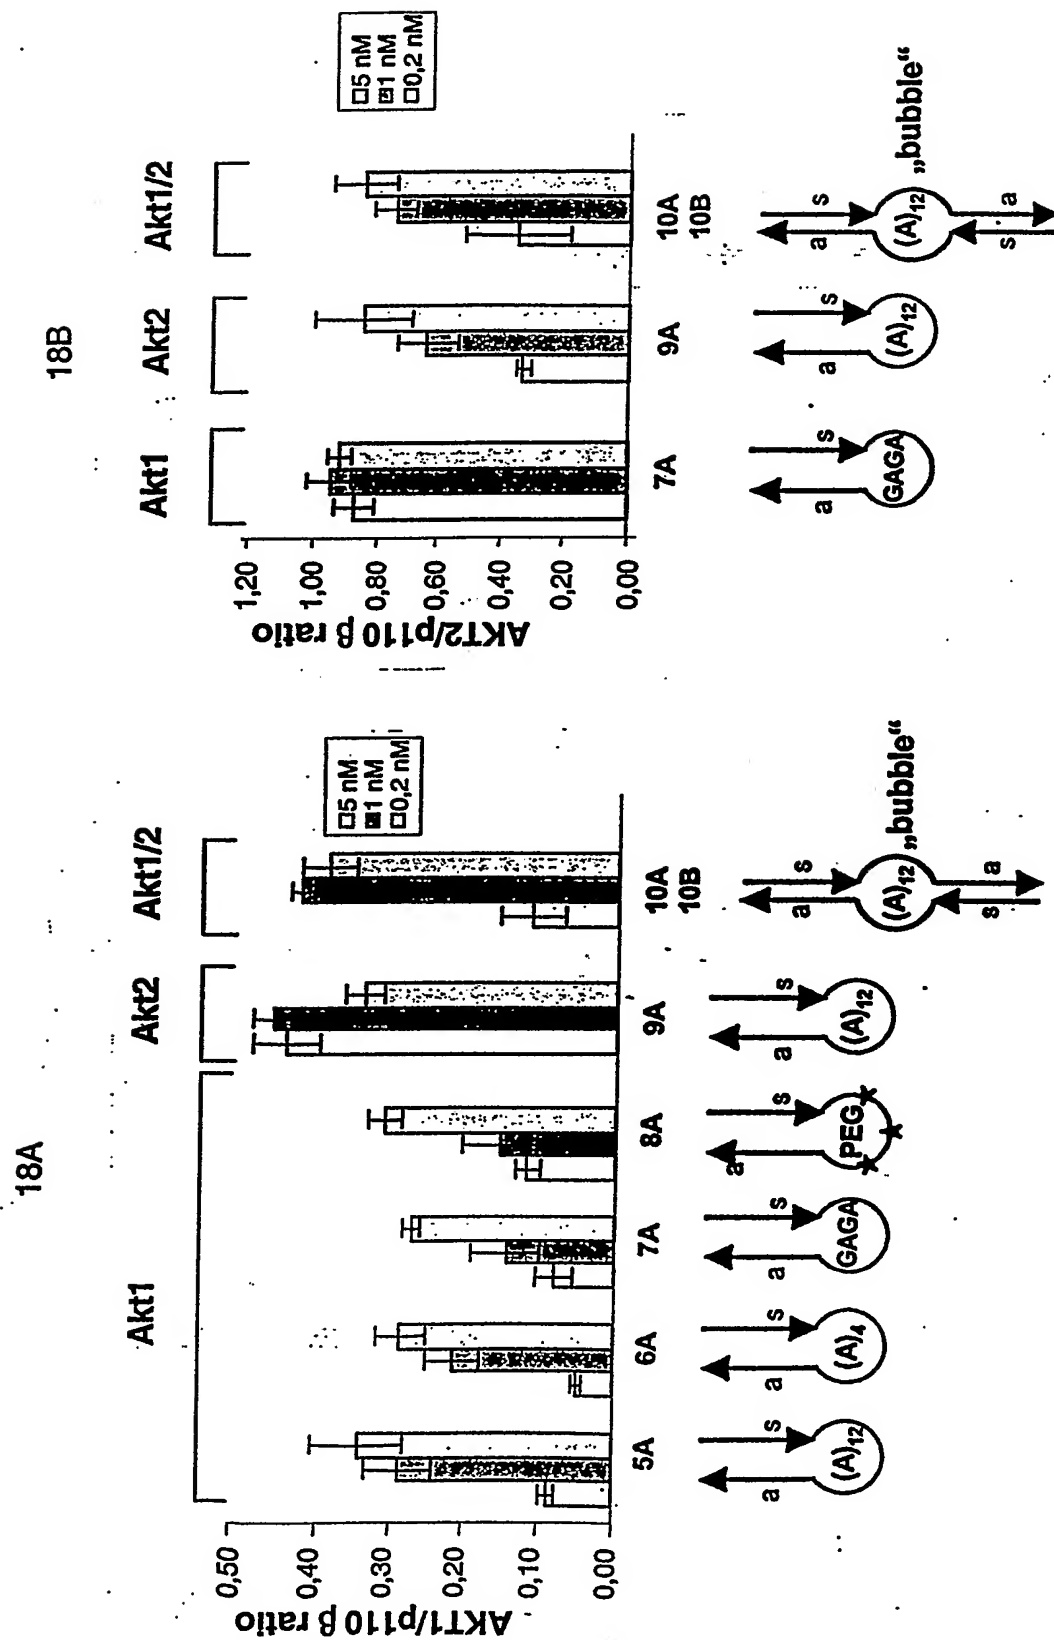 18A
Akt1
Akt2
Akt1/2
□5 nM
■1 nM
□0,2 nM
AKT1/p110 β ratio
0,50
0,40
0,30
0,20
0,10
0,00
5A
6A
7A
8A
9A
10A
10B
a
s
(A)12
a
s
(A)4
a
s
GAGA
a
s
PEG
a
s
(A)12
a
s
(A)12
„bubble“
s
a
18B
Akt1
Akt2
Akt1/2
□5 nM
■1 nM
□0,2 nM
AKT2/p110 β ratio
1,20
1,00
0,80
0,60
0,40
0,20
0,00
7A
9A
10A
10B
a
s
GAGA
a
s
(A)12
a
s
(A)12
„bubble“
s
a